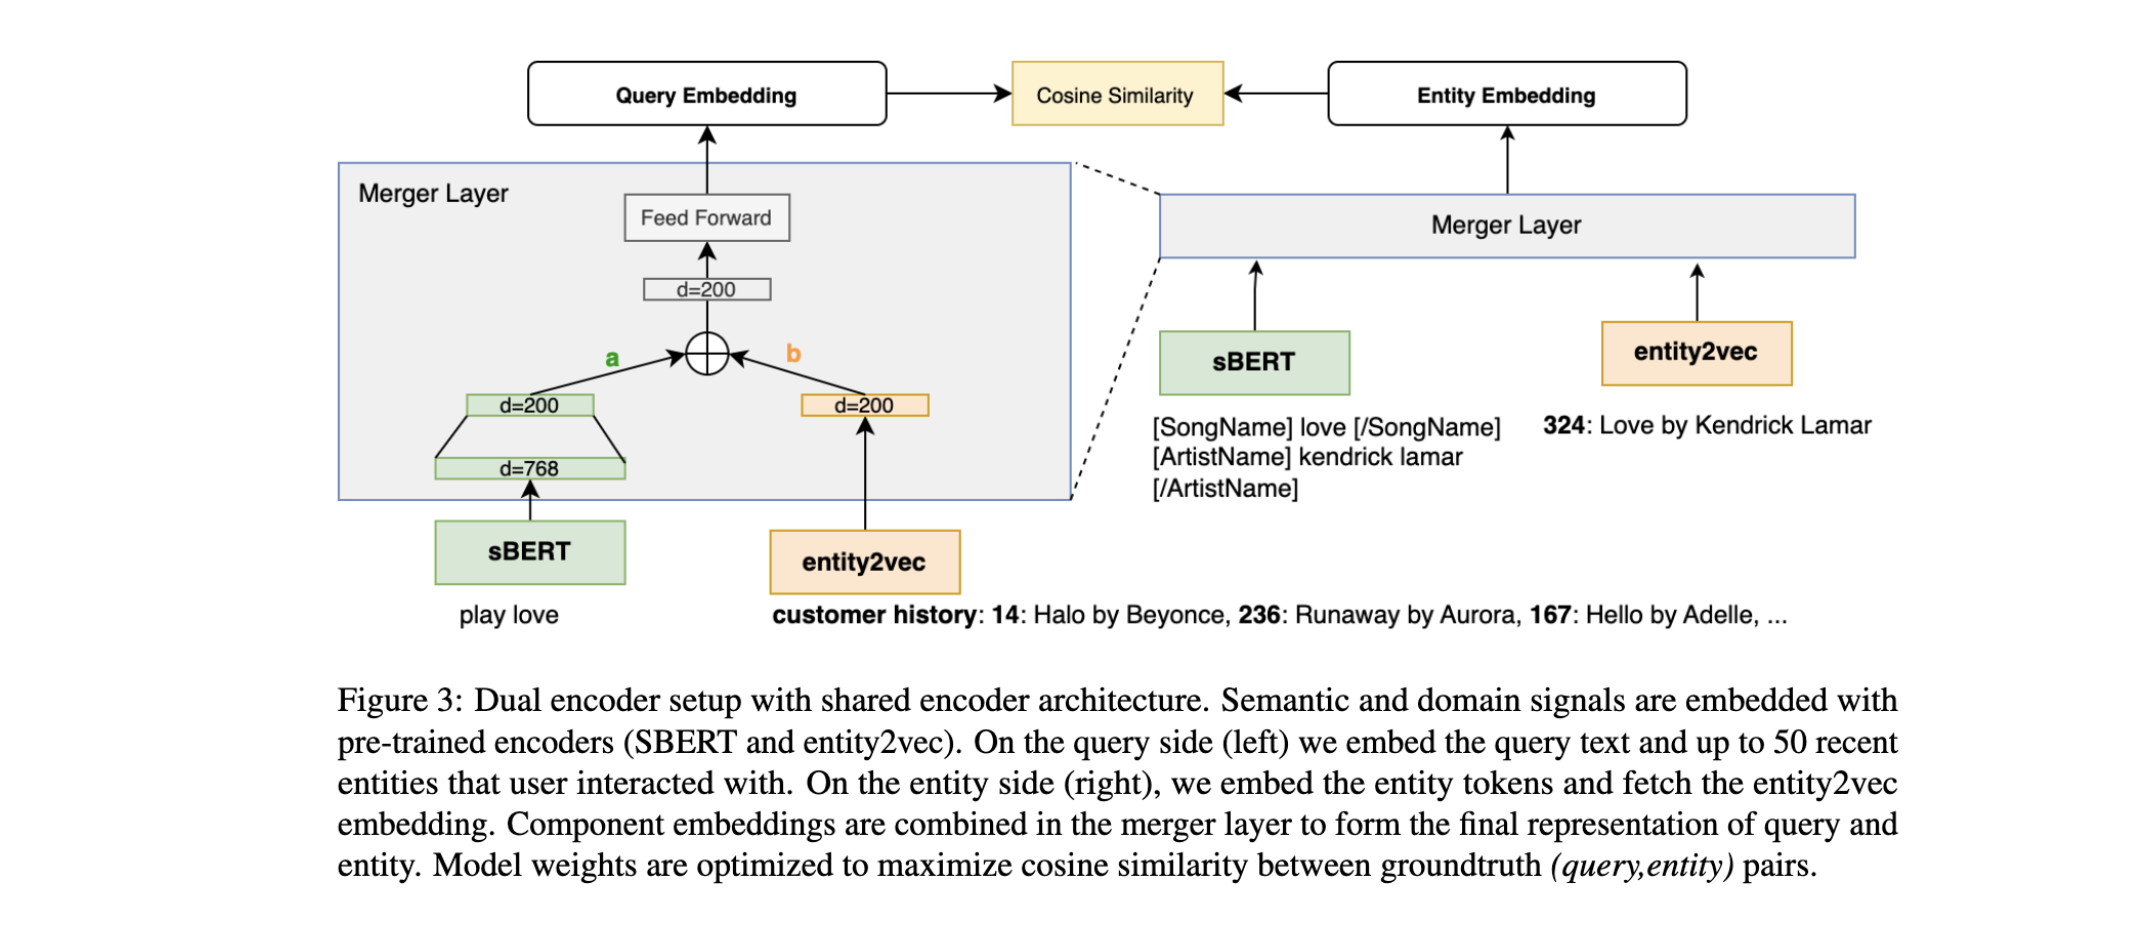 Query Embedding
Cosine Similarity
Entity Embedding
Merger Layer
Feed Forward
d=200
a
b
d=200
d=200
d=768
sBERT
entity2vec
play love
customer history: 14: Halo by Beyonce, 236: Runaway by Aurora, 167: Hello by Adelle, ...
Merger Layer
sBERT
entity2vec
[SongName] love [/SongName]
[ArtistName] kendrick lamar
[/ArtistName]
324: Love by Kendrick Lamar
Figure 3: Dual encoder setup with shared encoder architecture. Semantic and domain signals are embedded with
pre-trained encoders (SBERT and entity2vec). On the query side (left) we embed the query text and up to 50 recent
entities that user interacted with. On the entity side (right), we embed the entity tokens and fetch the entity2vec
embedding. Component embeddings are combined in the merger layer to form the final representation of query and
entity. Model weights are optimized to maximize cosine similarity between groundtruth (query,entity) pairs.